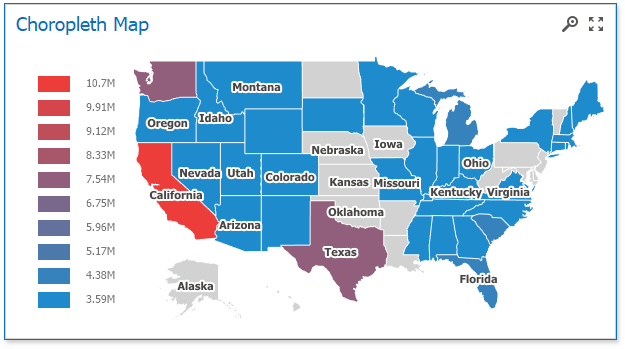 Choropleth Map
10.7M
9.91M
9.12M
8.33M
7.54M
6.75M
5.96M
5.17M
4.38M
3.59M
Montana
Oregon
Idaho
Nebraska
Iowa
Nevada
Utah
Colorado
Kansas
Missouri
Ohio
Kentucky
Virginia
California
Arizona
Oklahoma
Texas
Alaska
Florida